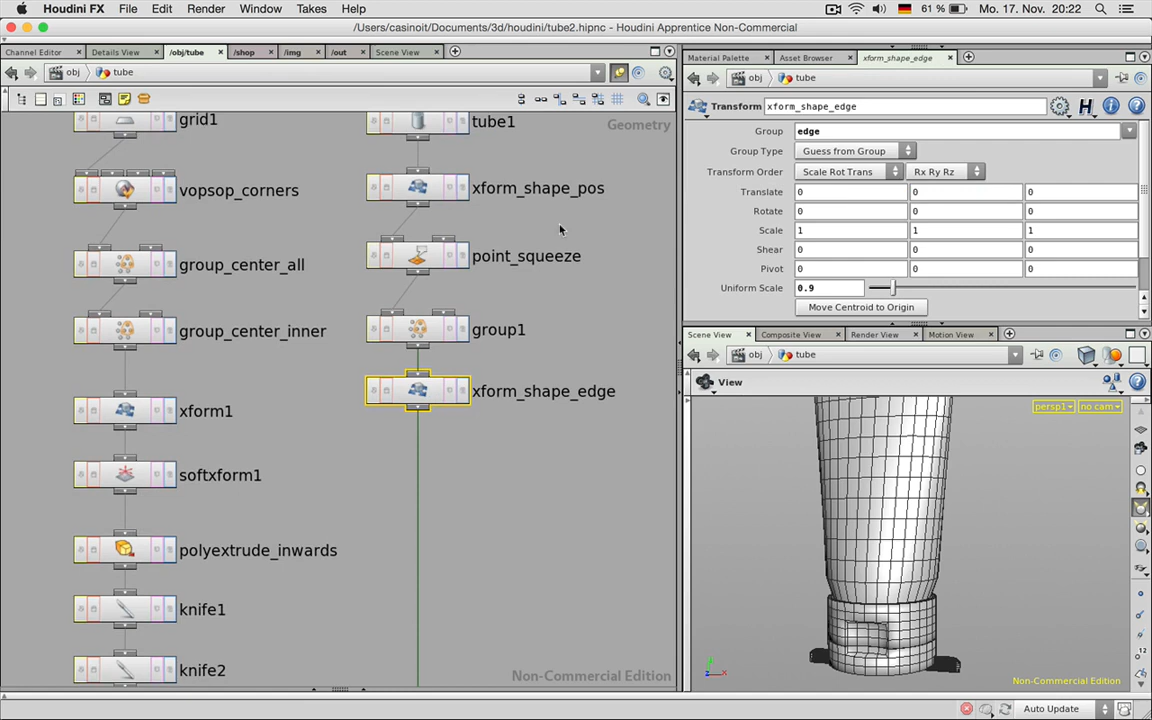 Houdini FX File Edit Render Window Takes Help 61 % Mo. 17. Nov. 20:22
/Users/casinoit/Documents/3d/houdini/tube2.hipnc - Houdini Apprentice Non-Commercial
Channel Editor Details View /obj/tube /shop /img /out Scene View
obj tube
grid1
vopsop_corners
group_center_all
group_center_inner
xform1
softxform1
polyextrude_inwards
knife1
knife2
tube1
xform_shape_pos
point_squeeze
group1
xform_shape_edge
Geometry
Non-Commercial Edition
Material Palette Asset Browser xform_shape_edge
obj tube
Transform xform_shape_edge
Group edge
Group Type Guess from Group
Transform Order Scale Rot Trans Rx Ry Rz
Translate 0 0 0
Rotate 0 0 0
Scale 1 1 1
Shear 0 0 0
Pivot 0 0 0
Uniform Scale 0.9
Move Centroid to Origin
Scene View Composite View Render View Motion View
obj tube
View
persp1 no cam
12
Non-Commercial Edition
Auto Update